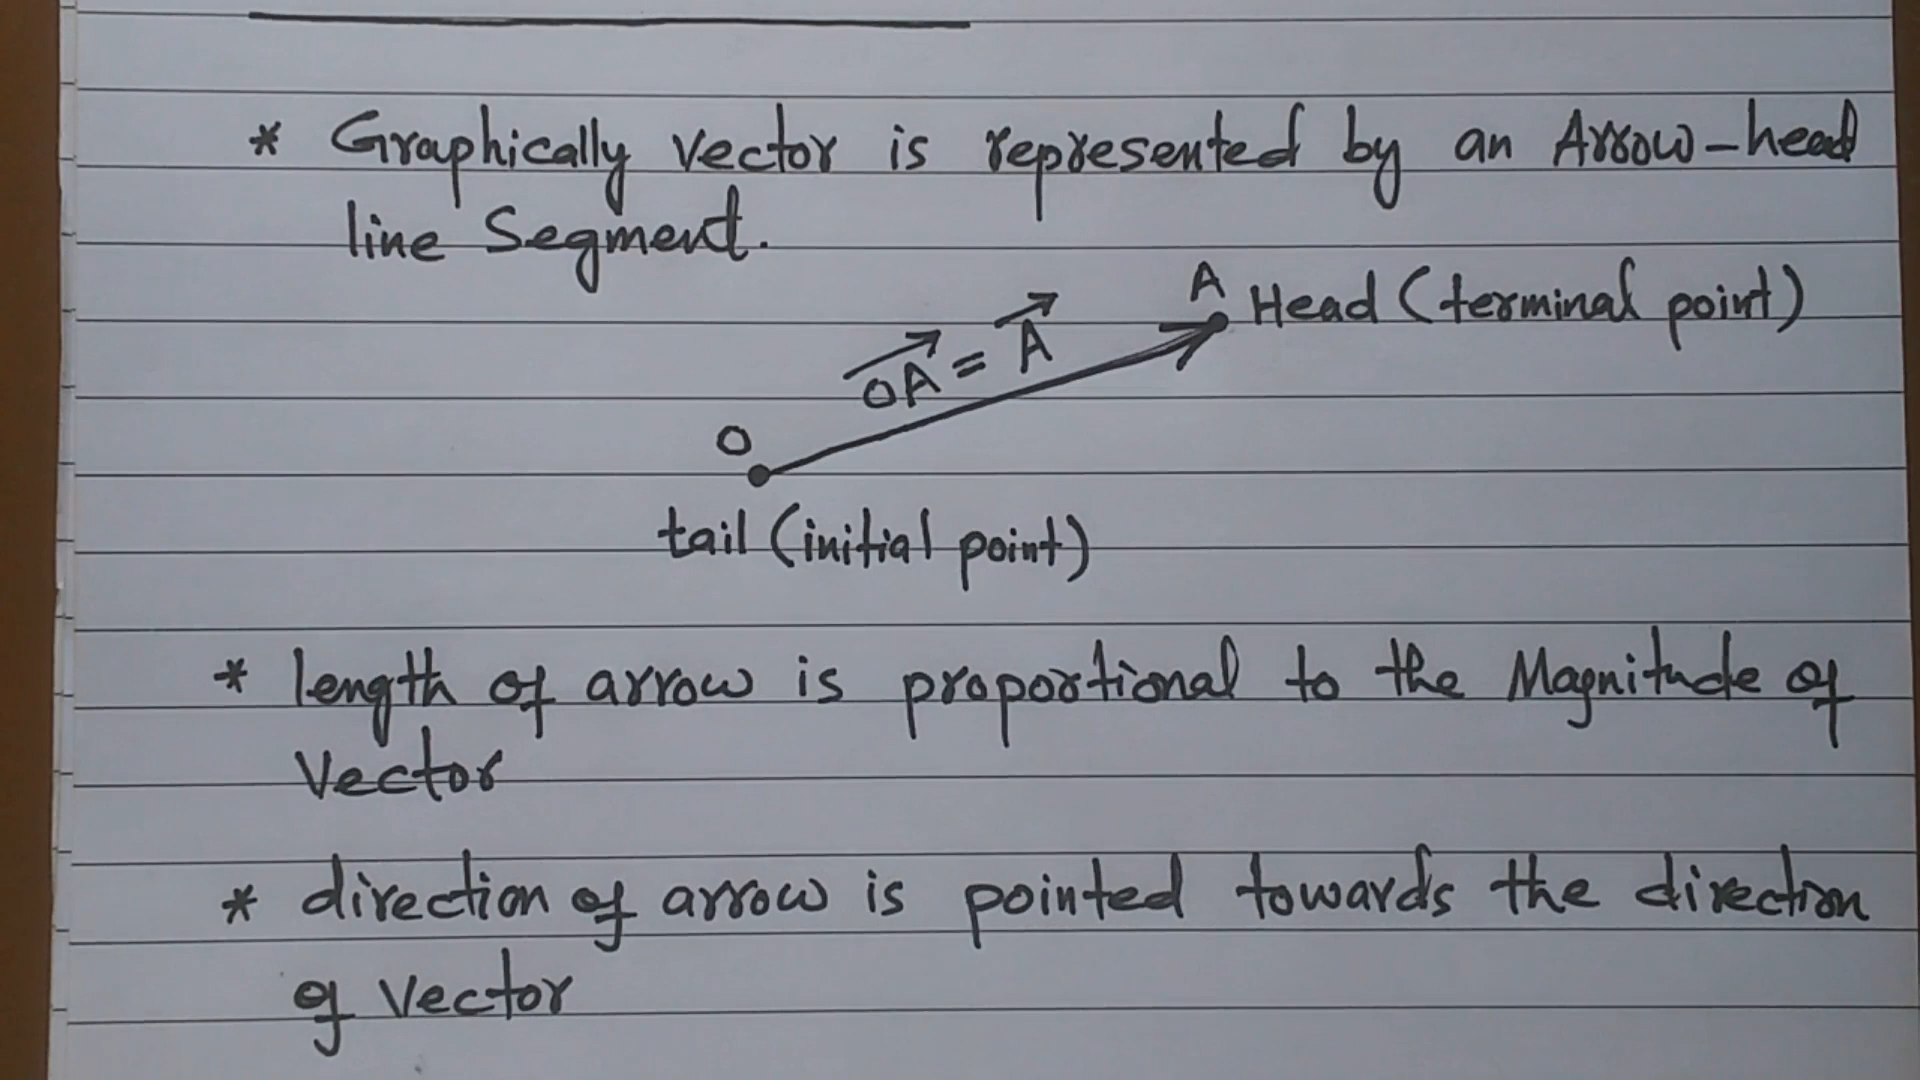 * Graphically vector is represented by an Arrow-head
line Segment.
A Head (terminal point)
OA = A
O
tail (initial point)
* length of arrow is proportional to the Magnitude of
Vector
* direction of arrow is pointed towards the direction
of Vector